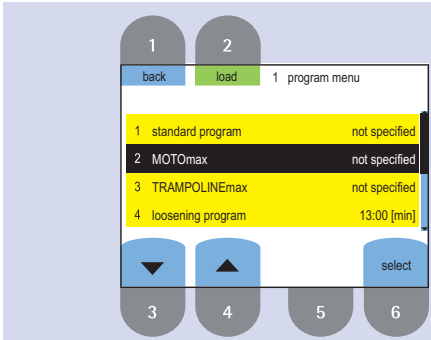 1 2
back load 1 program menu
1 standard program not specified
2 MOTOmax not specified
3 TRAMPOLINEmax not specified
4 loosening program 13:00 [min]
select
3 4 5 6